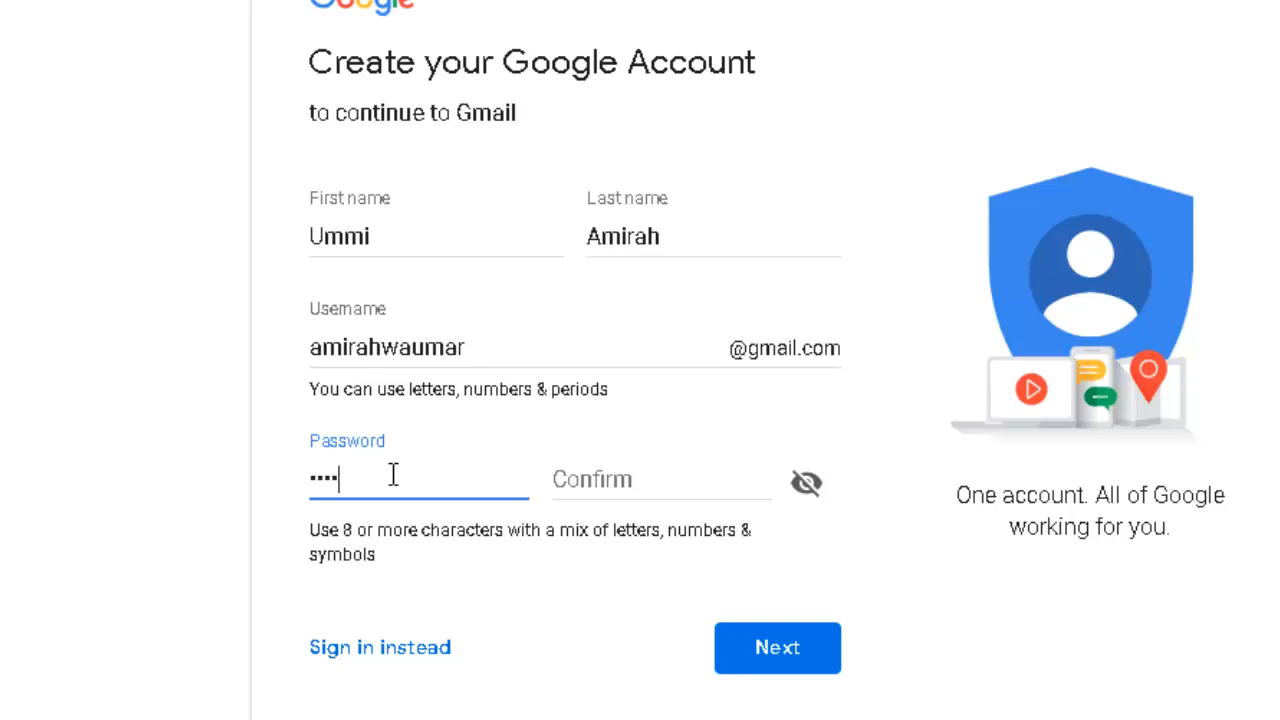 Google
Create your Google Account
to continue to Gmail
First name
Last name
Ummi
Amirah
Username
amirahwaumar
@gmail.com
You can use letters, numbers & periods
Password
••••
Confirm
Use 8 or more characters with a mix of letters, numbers &
symbols
Sign in instead
Next
One account. All of Google
working for you.